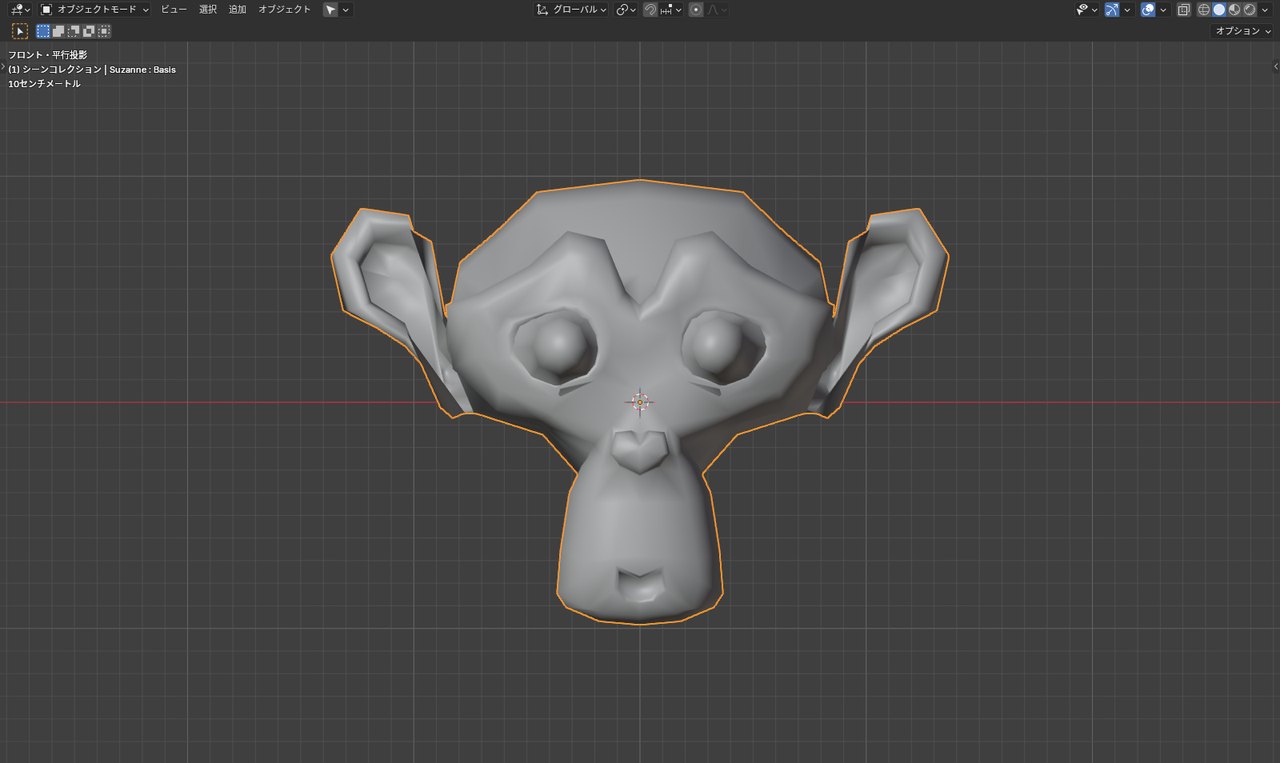 オブジェクトモード ビュー 選択 追加 オブジェクト グローバル
オプション
フロント・平行投影
(1) シーンコレクション | Suzanne : Basis
10センチメートル